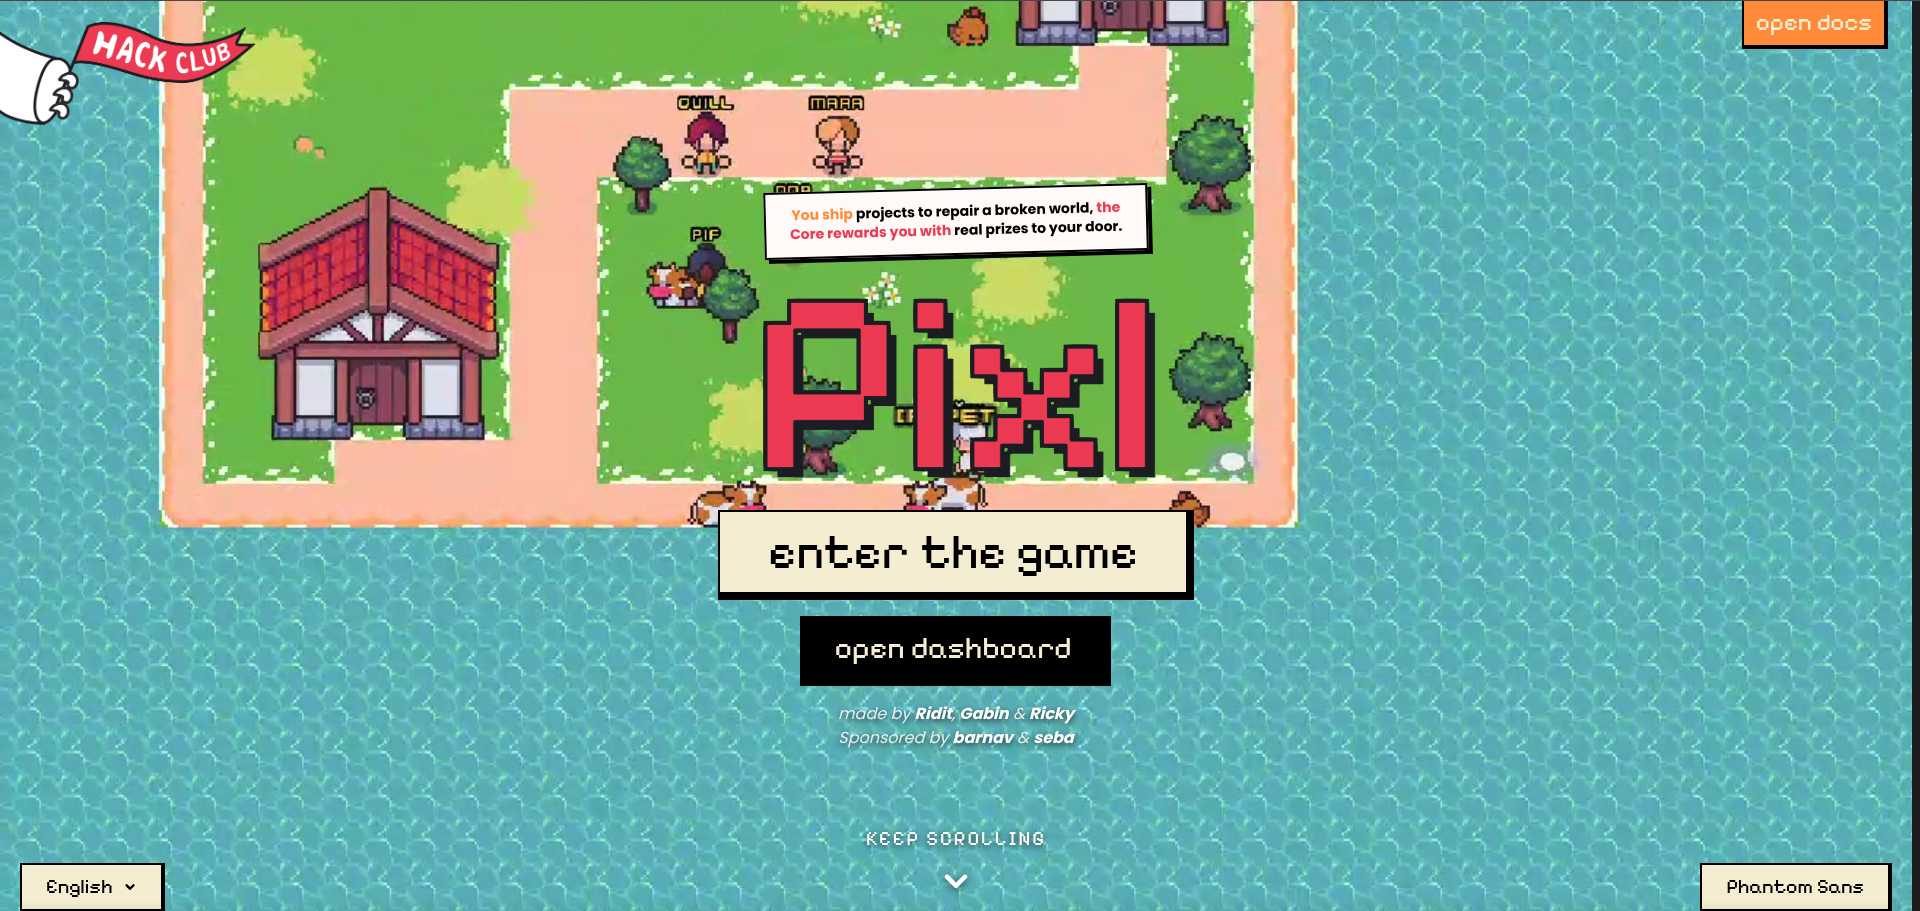 HACK CLUB
open docs
QUILL
MARA
You ship projects to repair a broken world, the
Core rewards you with real prizes to your door.
PIP
Pixl
enter the game
open dashboard
made by Ridit, Gabin & Ricky
Sponsored by barnav & seba
KEEP SCROLLING
English
Phantom Sans